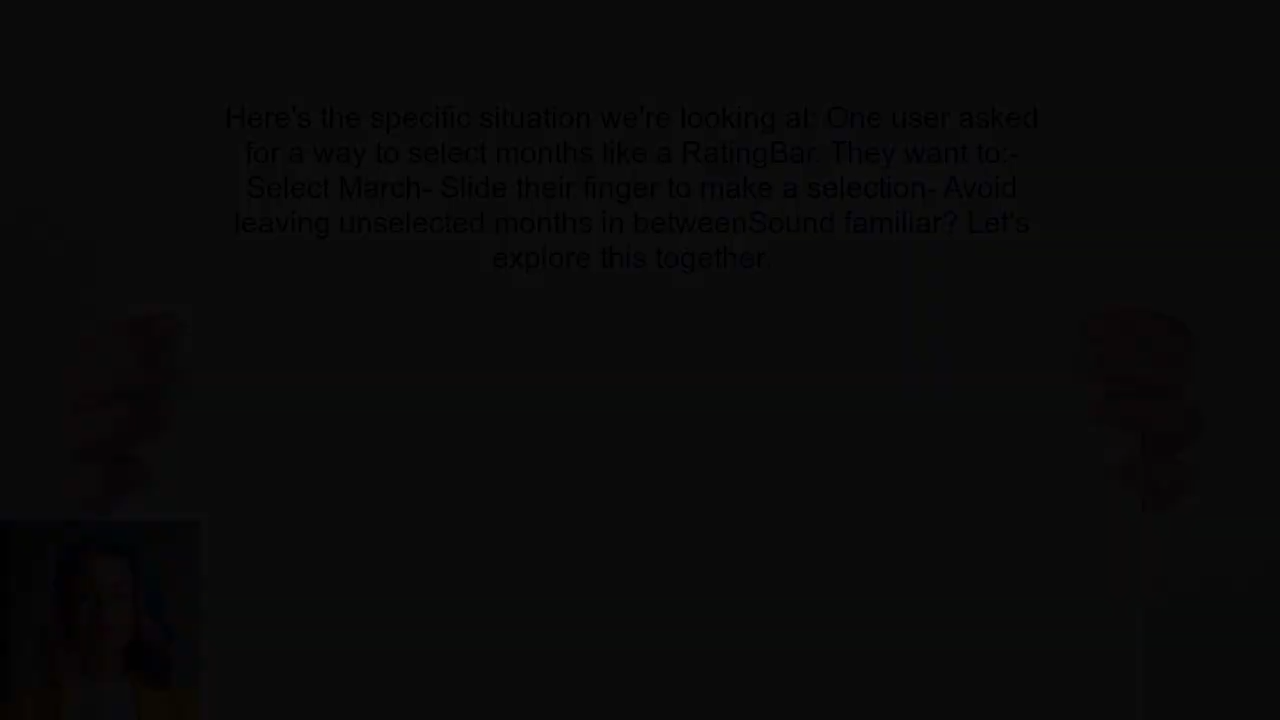 Here's the specific situation we're looking at: One user asked
for a way to select months like a RatingBar. They want to:-
Select March- Slide their finger to make a selection- Avoid
leaving unselected months in betweenSound familiar? Let's
explore this together.